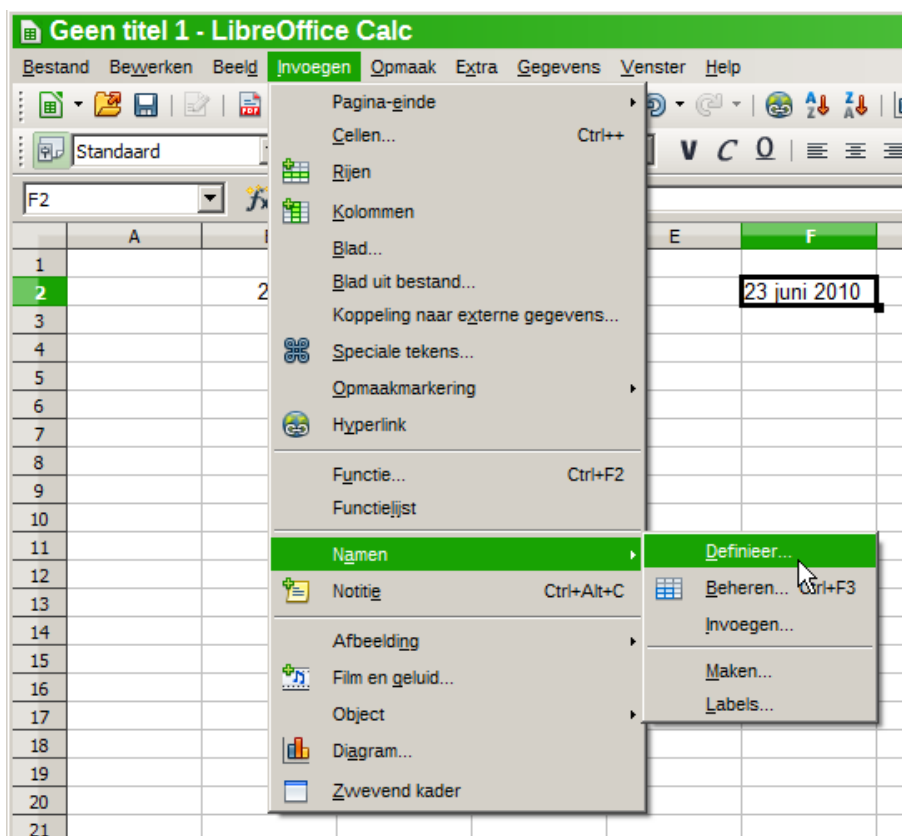 Geen titel 1 - LibreOffice Calc
Bestand Bewerken Beeld Invoegen Opmaak Extra Gegevens Venster Help
Standaard
V C O
F2
A E F
Pagina-einde
Cellen... Ctrl++
Rijen
Kolommen
Blad...
Blad uit bestand...
Koppeling naar externe gegevens...
Speciale tekens...
Opmaakmarkering
Hyperlink
Functie... Ctrl+F2
Functielijst
Namen
Notitie Ctrl+Alt+C
Afbeelding
Film en geluid...
Object
Diagram...
Zwevend kader
Definieer...
Beheren... Ctrl+F3
Invoegen...
Maken...
Labels...
1
2 2 23 juni 2010
3
4
5
6
7
8
9
10
11
12
13
14
15
16
17
18
19
20
21